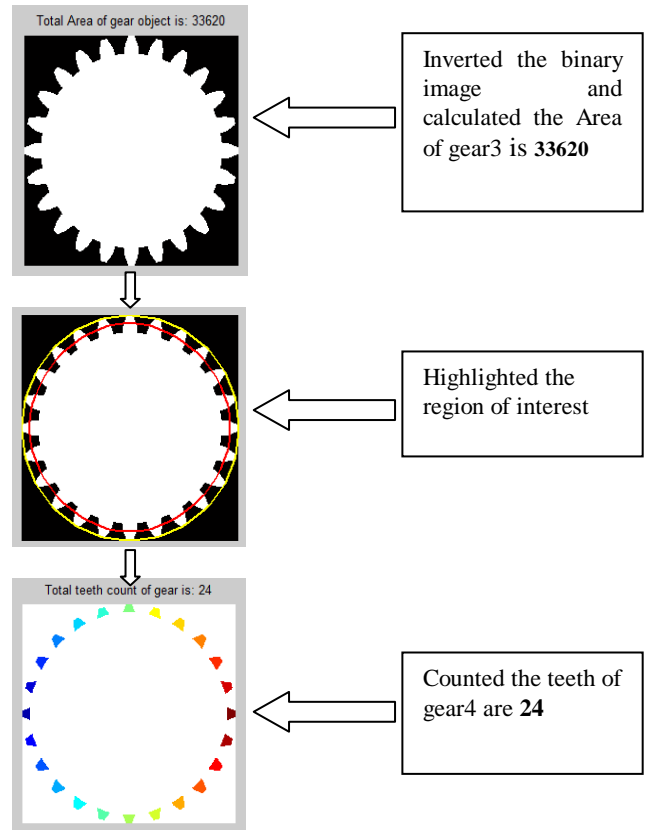 Total Area of gear object is: 33620
Inverted the binary
image and
calculated the Area
of gear3 is 33620
Highlighted the
region of interest
Total teeth count of gear is: 24
Counted the teeth of
gear4 are 24